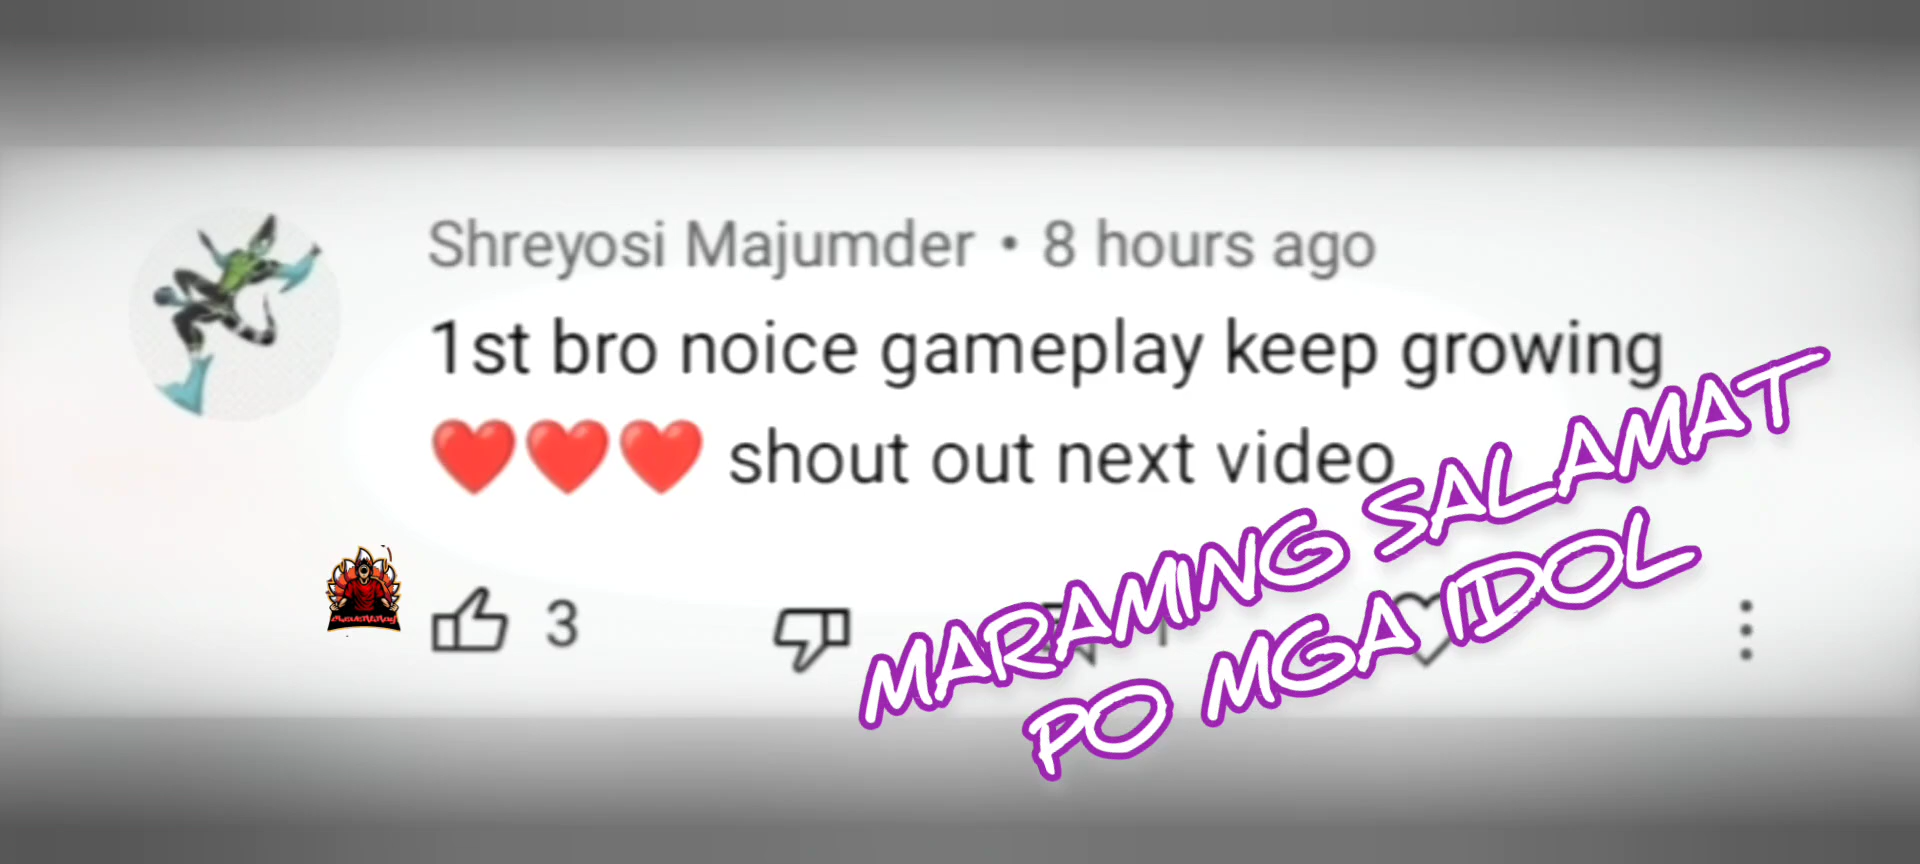 Shreyosi Majumder • 8 hours ago
1st bro noice gameplay keep growing
❤️❤️❤️ shout out next video
3
MARAMING SALAMAT
PO MGA IDOL